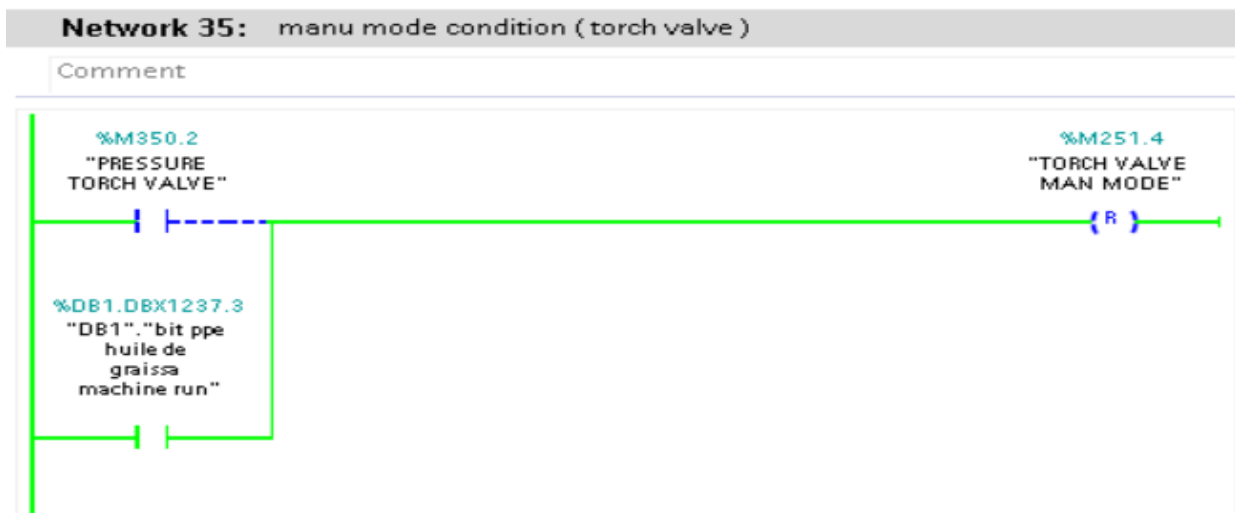 Network 35: manu mode condition ( torch valve )
Comment
%M350.2
"PRESSURE
TORCH VALVE"
%M251.4
"TORCH VALVE
MAN MODE"
R
%DB1.DBX1237.3
"DB1"."bit ppe
huile de
graissa
machine run"